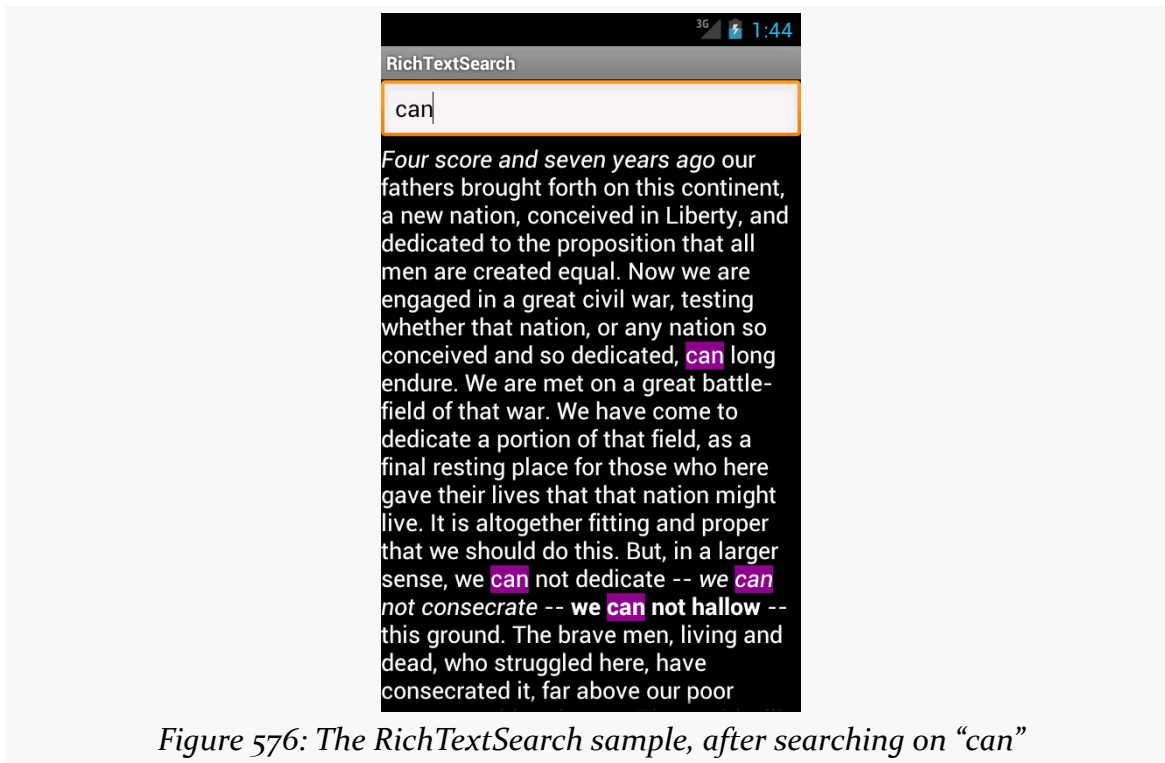 3G 1:44
RichTextSearch
can
Four score and seven years ago our
fathers brought forth on this continent,
a new nation, conceived in Liberty, and
dedicated to the proposition that all
men are created equal. Now we are
engaged in a great civil war, testing
whether that nation, or any nation so
conceived and so dedicated, can long
endure. We are met on a great battle-
field of that war. We have come to
dedicate a portion of that field, as a
final resting place for those who here
gave their lives that that nation might
live. It is altogether fitting and proper
that we should do this. But, in a larger
sense, we can not dedicate -- we can
not consecrate -- we can not hallow --
this ground. The brave men, living and
dead, who struggled here, have
consecrated it, far above our poor
Figure 576: The RichTextSearch sample, after searching on “can”